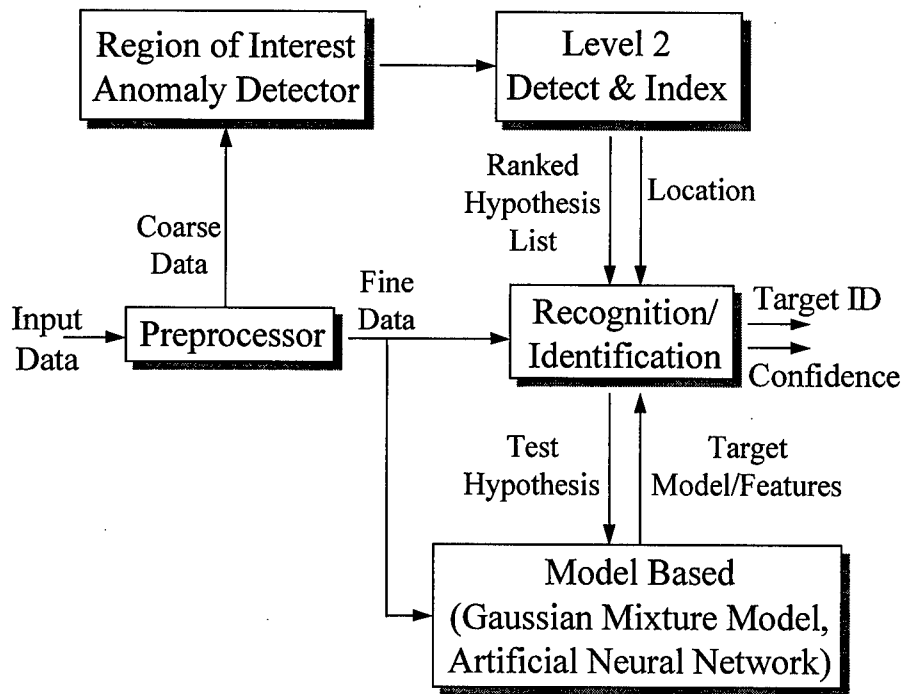 Region of Interest
Anomaly Detector
Level 2
Detect & Index
Ranked
Hypothesis
List
Location
Coarse
Data
Fine
Data
Input
Data
Preprocessor
Recognition/
Identification
Target ID
Confidence
Test
Hypothesis
Target
Model/Features
Model Based
(Gaussian Mixture Model,
Artificial Neural Network)